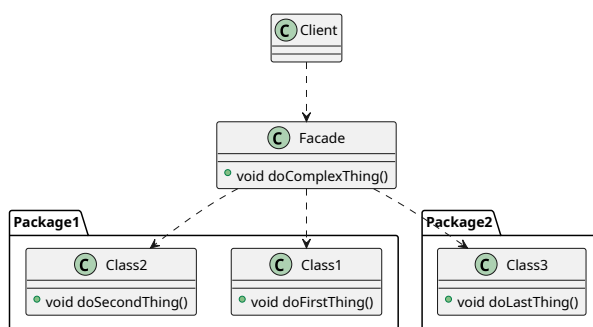 C Client
C Facade
void doComplexThing()
Package1
Package2
C Class2
C Class1
C Class3
void doSecondThing()
void doFirstThing()
void doLastThing()